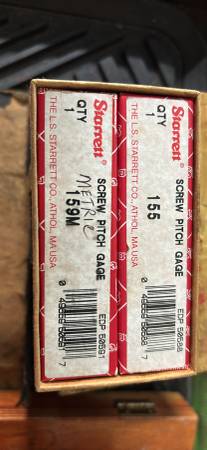 QTY
1
Starrett
SCREW PITCH GAGE
155
THE L.S. STARRETT CO., ATHOL, MA USA
EDP 50588
QTY
1
Starrett
SCREW PITCH GAGE
METRIC
159M
THE L.S. STARRETT CO., ATHOL, MA USA
EDP 50591